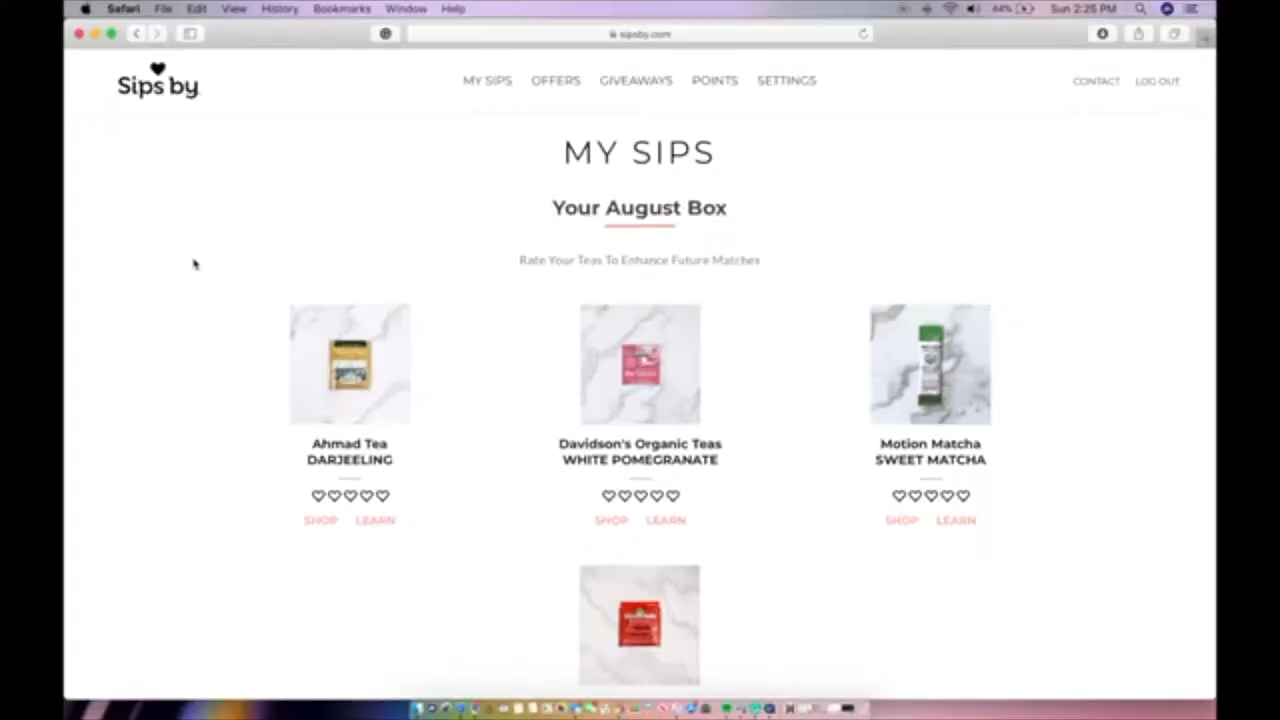 Safari File Edit View History Bookmarks Window Help 64% Sun 2:25 PM
sipsby.com
Sips by
MY SIPS OFFERS GIVEAWAYS POINTS SETTINGS CONTACT LOG OUT
MY SIPS
Your August Box
Rate Your Teas To Enhance Future Matches
Ahmad Tea
DARJEELING
SHOP LEARN
Davidson's Organic Teas
WHITE POMEGRANATE
SHOP LEARN
Motion Matcha
SWEET MATCHA
SHOP LEARN